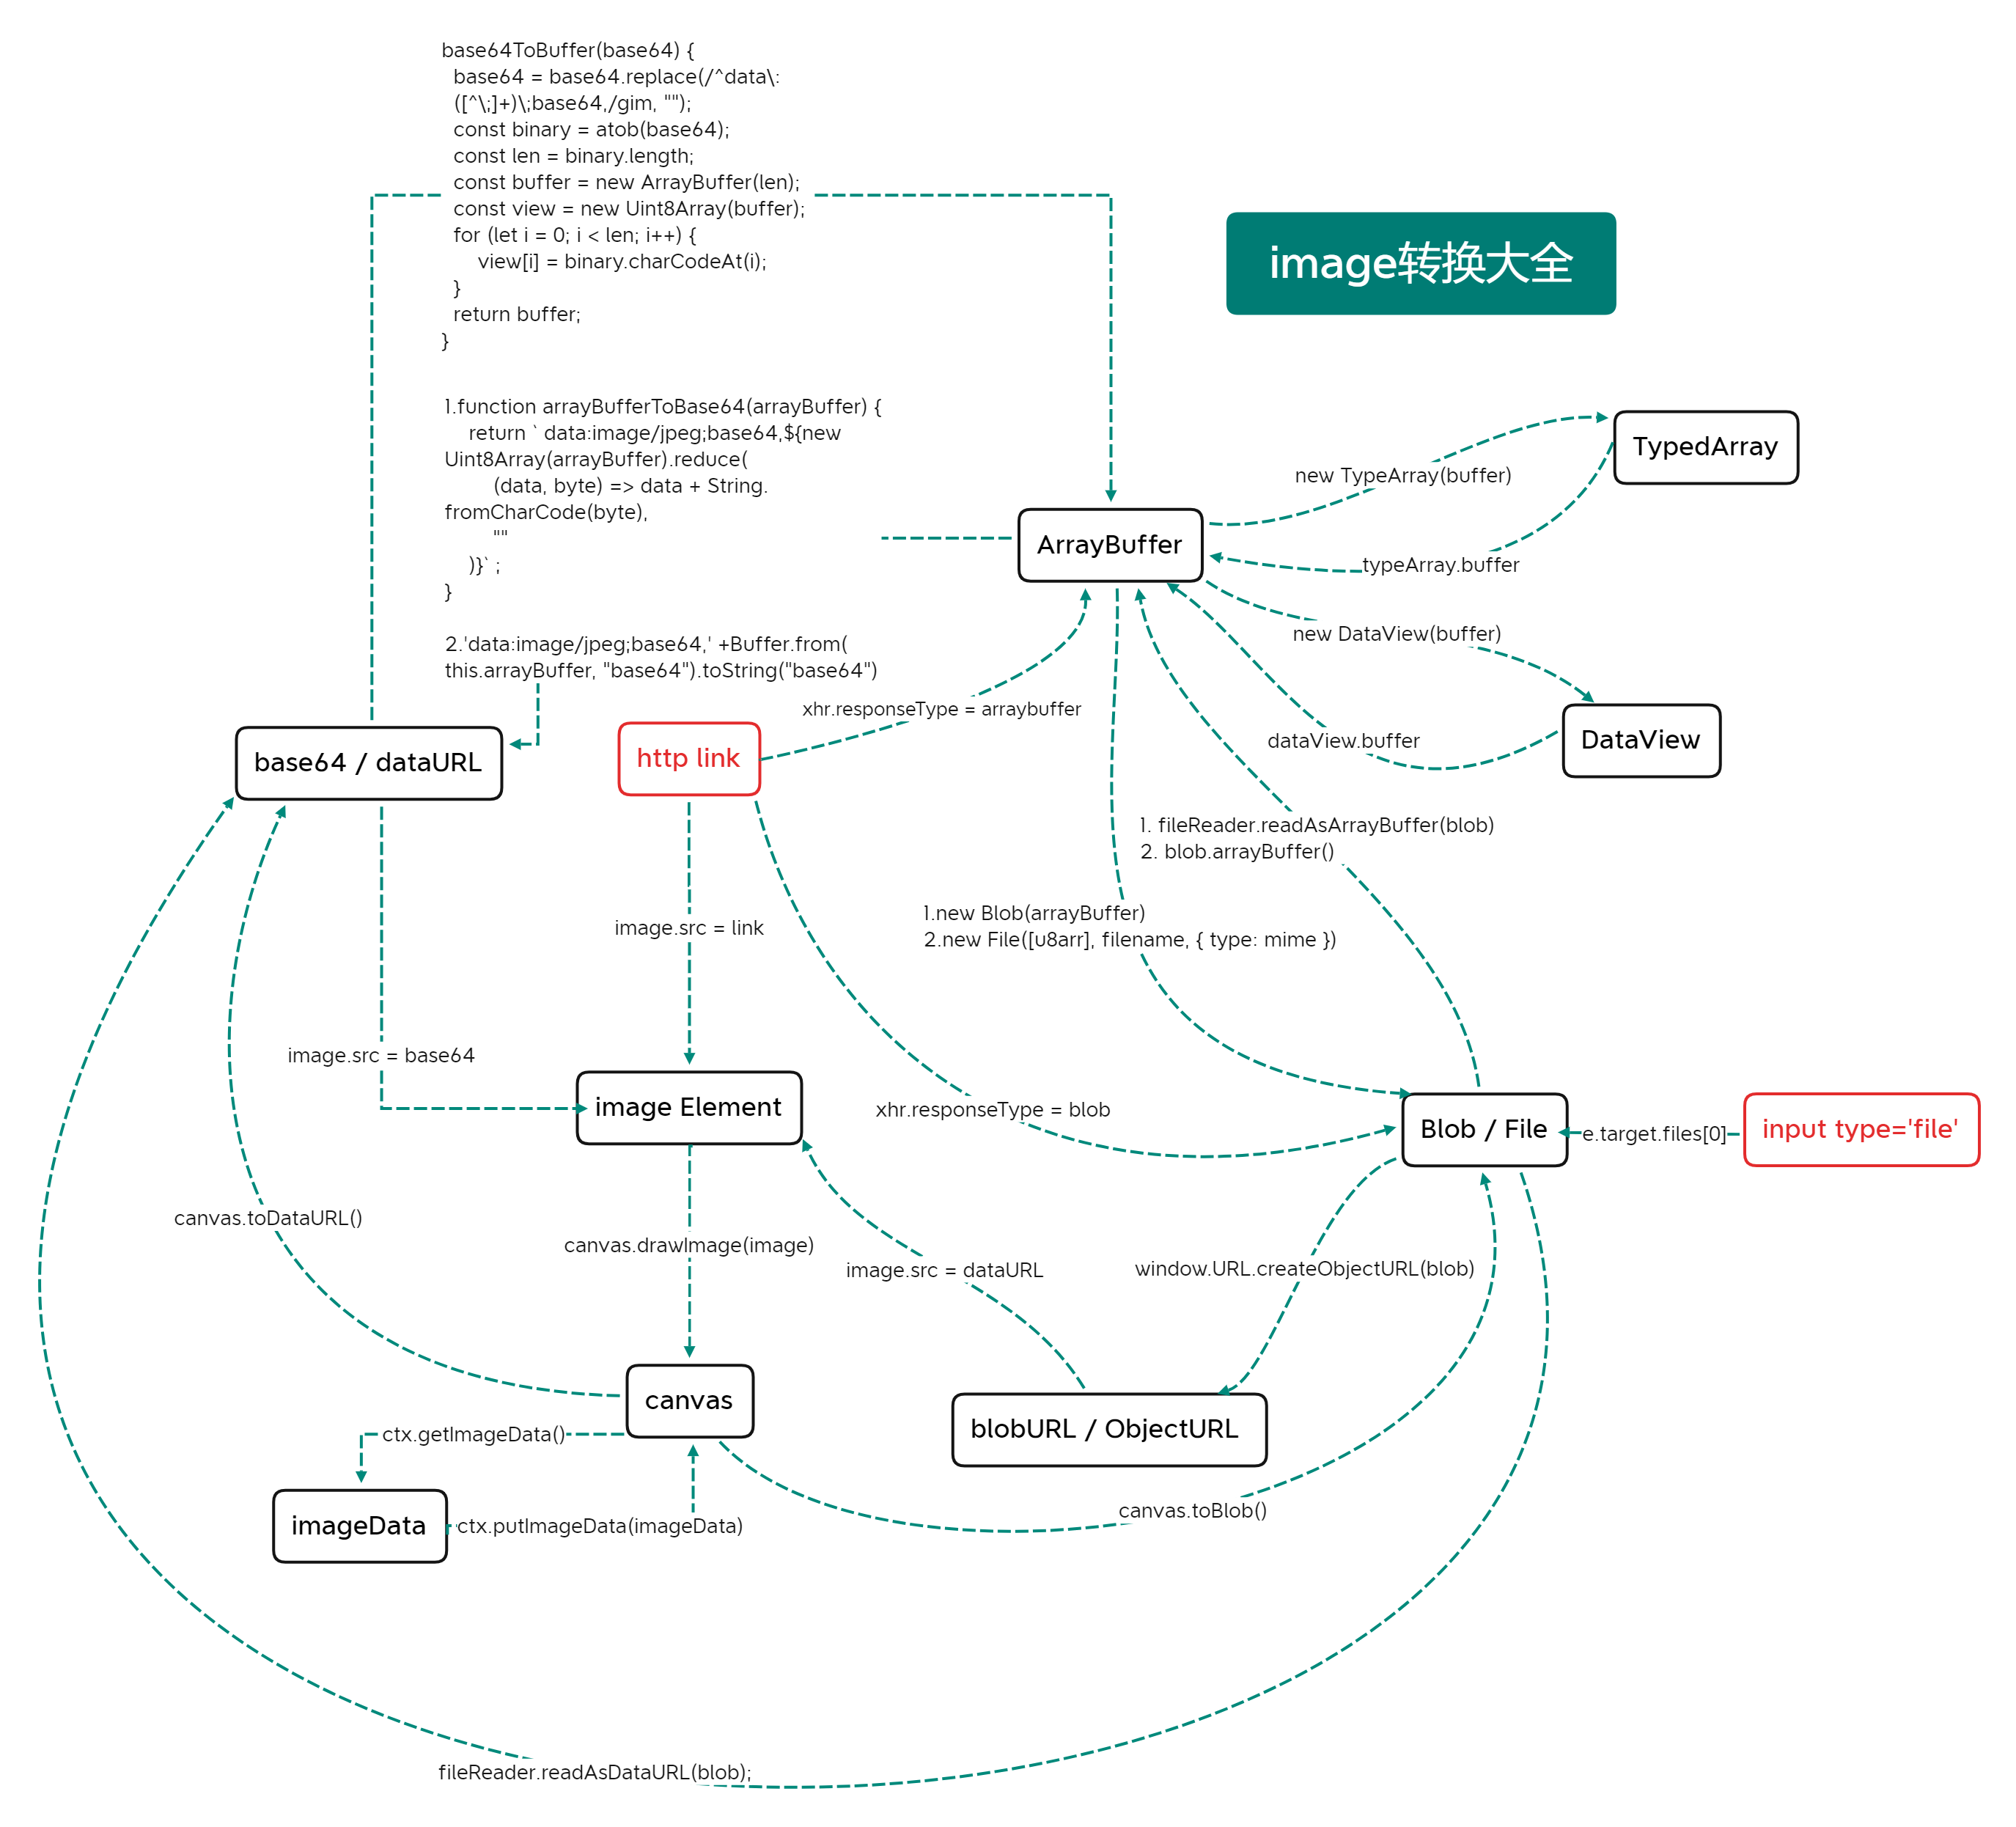 base64ToBuffer(base64) {
base64 = base64.replace(/^data\:
([^\;]+)\;base64,/gim, "");
const binary = atob(base64);
const len = binary.length;
const buffer = new ArrayBuffer(len);
const view = new Uint8Array(buffer);
for (let i = 0; i < len; i++) {
view[i] = binary.charCodeAt(i);
}
return buffer;
}
image转换大全
1.function arrayBufferToBase64(arrayBuffer) {
return ` data:image/jpeg;base64,${new
Uint8Array(arrayBuffer).reduce(
(data, byte) => data + String.
fromCharCode(byte),
""
)}` ;
}
2.'data:image/jpeg;base64,' +Buffer.from(
this.arrayBuffer, "base64").toString("base64")
TypedArray
new TypeArray(buffer)
ArrayBuffer
typeArray.buffer
new DataView(buffer)
xhr.responseType = arraybuffer
base64 / dataURL
http link
dataView.buffer
DataView
1. fileReader.readAsArrayBuffer(blob)
2. blob.arrayBuffer()
1.new Blob(arrayBuffer)
2.new File([u8arr], filename, { type: mime })
image.src = link
image.src = base64
image Element
xhr.responseType = blob
Blob / File
e.target.files[0]
input type='file'
canvas.toDataURL()
canvas.drawImage(image)
image.src = dataURL
window.URL.createObjectURL(blob)
canvas
blobURL / ObjectURL
ctx.getImageData()
imageData
ctx.putImageData(imageData)
canvas.toBlob()
fileReader.readAsDataURL(blob);